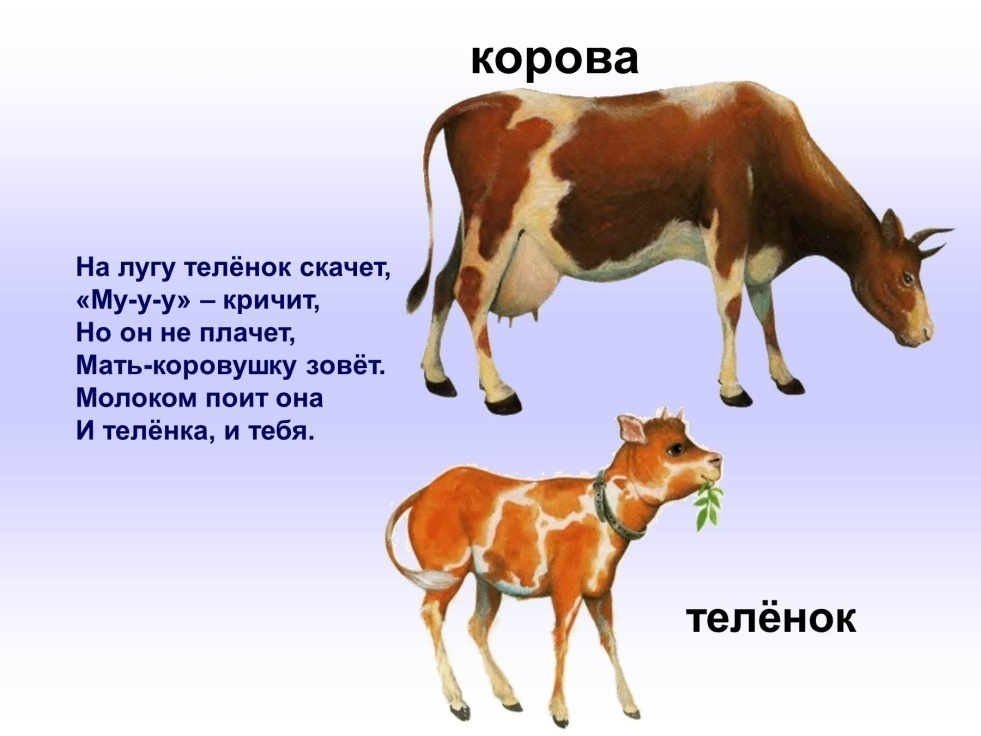 корова
На лугу телёнок скачет,
«Му-у-у» – кричит,
Но он не плачет,
Мать-коровушку зовёт.
Молоком поит она
И телёнка, и тебя.
телёнок